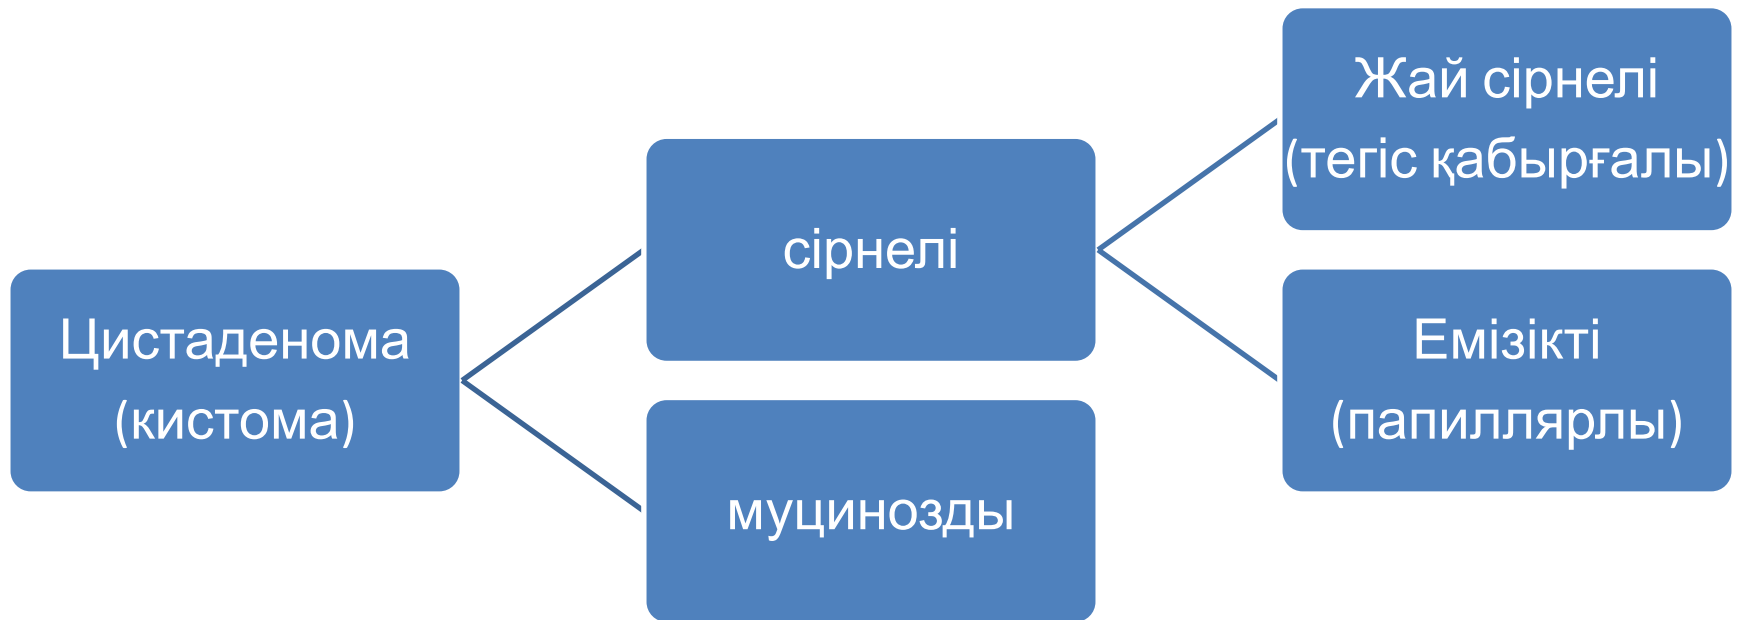 Цистаденома
(кистома)
сірнелі
муцинозды
Жай сірнелі
(тегіс қабырғалы)
Емізікті
(папиллярлы)